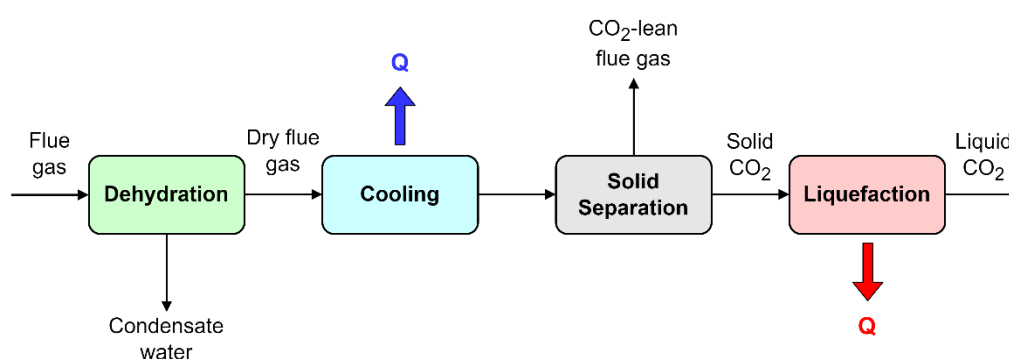 CO₂-lean
flue gas
Q
Flue
gas
Dry flue
gas
Solid
CO₂
Liquid
CO₂
Dehydration
Cooling
Solid
Separation
Liquefaction
Condensate
water
Q